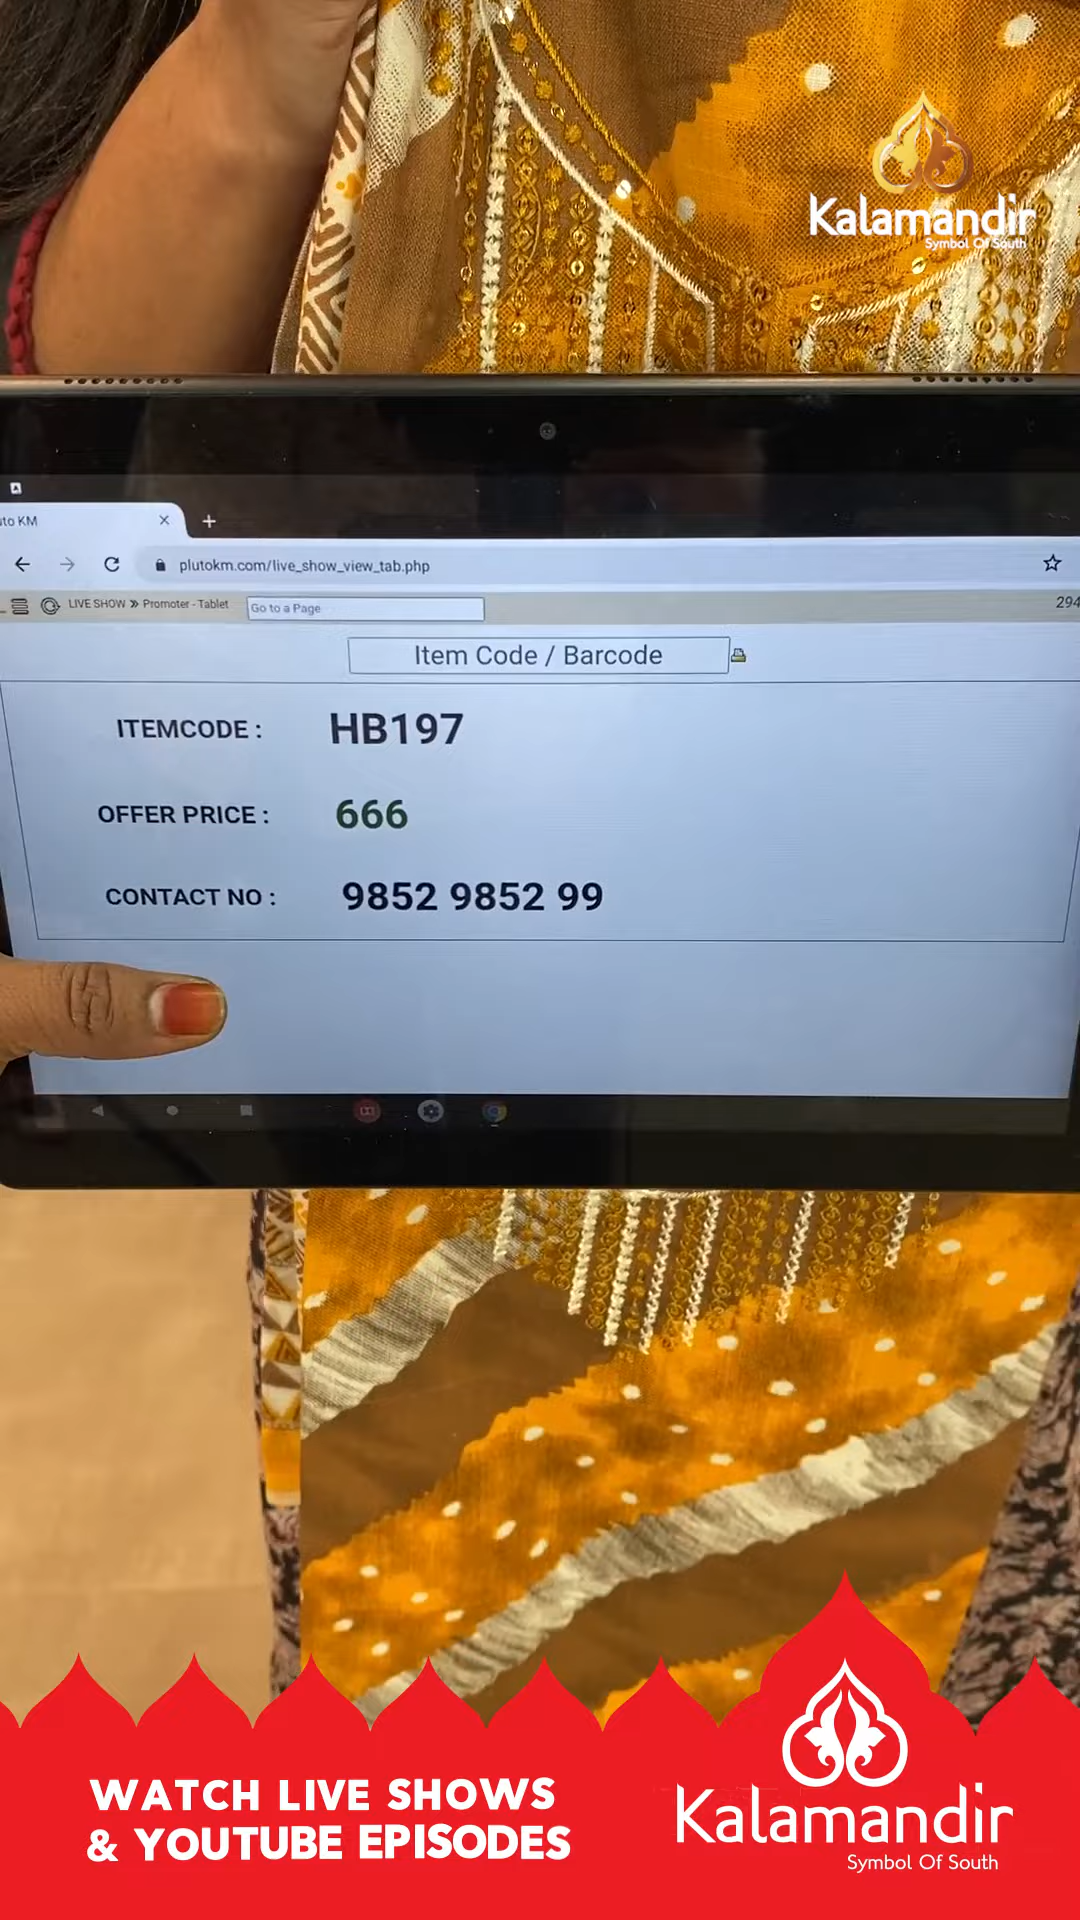 Kalamandir
Symbol Of South
uto KM
plutokm.com/live_show_view_tab.php
LIVE SHOW » Promoter - Tablet
Go to a Page
294
Item Code / Barcode
ITEMCODE : HB197
OFFER PRICE : 666
CONTACT NO : 9852 9852 99
WATCH LIVE SHOWS
& YOUTUBE EPISODES
Kalamandir
Symbol Of South